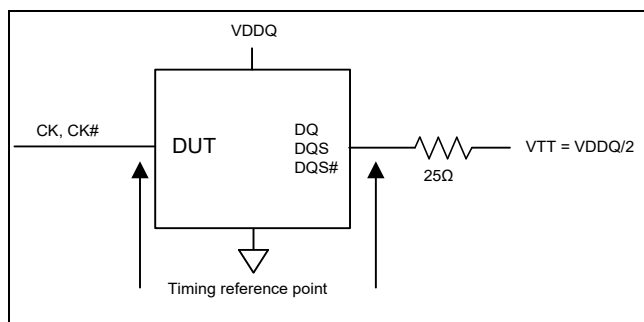 VDDQ
CK, CK#
DUT
DQ
DQS
DQS#
25Ω
VTT = VDDQ/2
Timing reference point